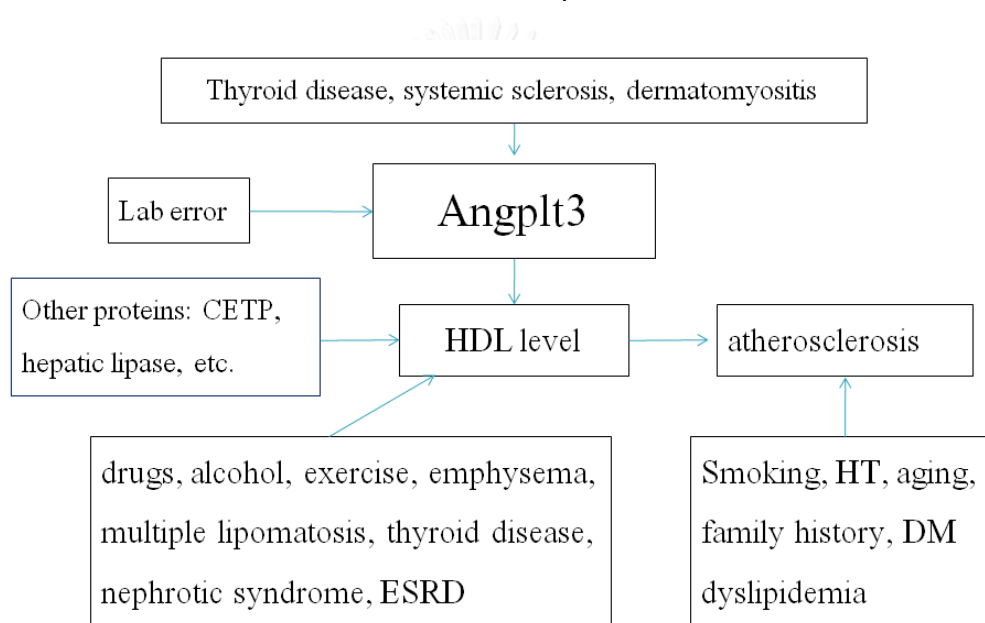 Thyroid disease, systemic sclerosis, dermatomyositis
Lab error
Angplt3
Other proteins: CETP,
hepatic lipase, etc.
HDL level
atherosclerosis
drugs, alcohol, exercise, emphysema,
multiple lipomatosis, thyroid disease,
nephrotic syndrome, ESRD
Smoking, HT, aging,
family history, DM
dyslipidemia